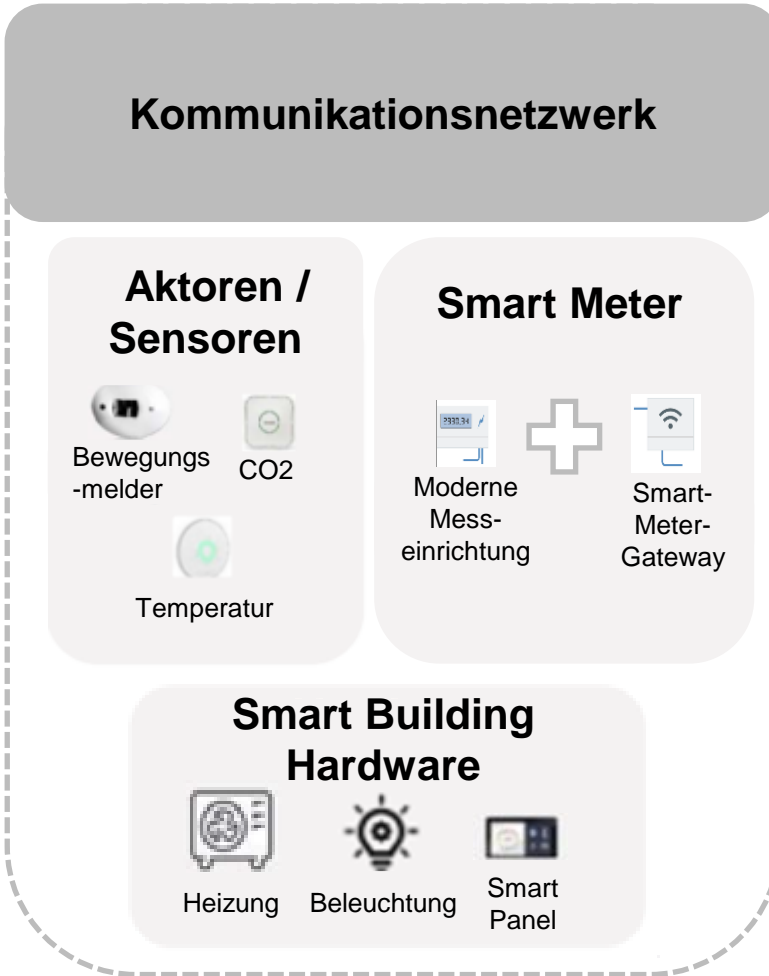 Kommunikationsnetzwerk
Aktoren /
Sensoren
Bewegungs
-melder
CO2
Temperatur
Smart Meter
Moderne
Mess-
einrichtung
Smart-
Meter-
Gateway
Smart Building
Hardware
Heizung
Beleuchtung
Smart
Panel